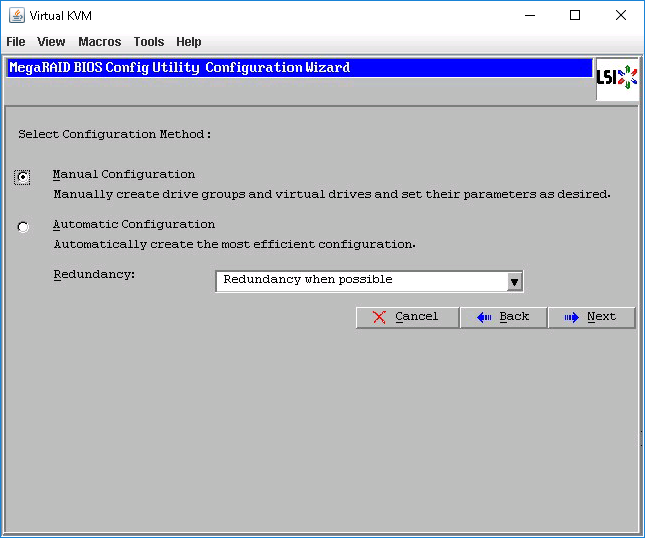 Virtual KVM
File View Macros Tools Help
MegaRAID BIOS Config Utility Configuration Wizard
LSI
Select Configuration Method:
Manual Configuration
Manually create drive groups and virtual drives and set their parameters as desired.
Automatic Configuration
Automatically create the most efficient configuration.
Redundancy: Redundancy when possible
Cancel Back Next